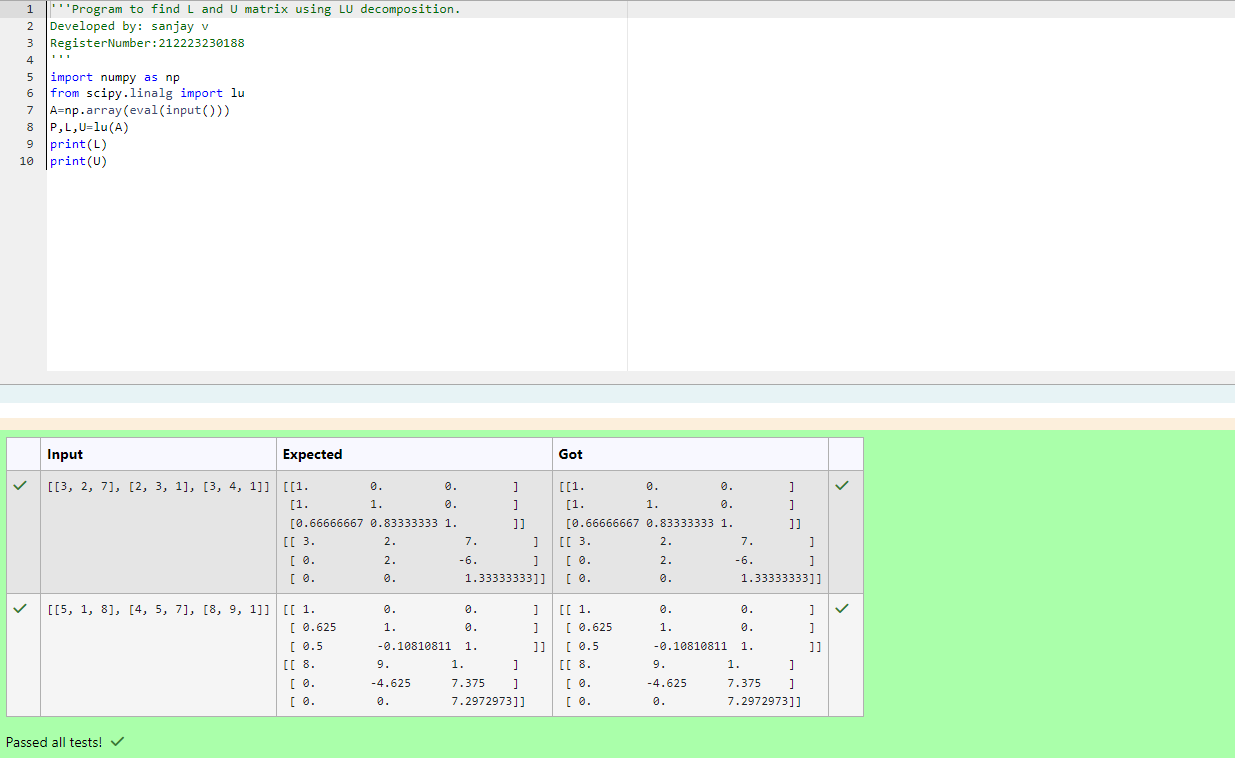 1 '''Program to find L and U matrix using LU decomposition.
2 Developed by: sanjay v
3 RegisterNumber:212223230188
4 '''
5 import numpy as np
6 from scipy.linalg import lu
7 A=np.array(eval(input()))
8 P,L,U=lu(A)
9 print(L)
10 print(U)
Input Expected Got
[[3, 2, 7], [2, 3, 1], [3, 4, 1]] [[1. 0. 0. ] [[1. 0. 0. ]
[1. 1. 0. ] [1. 1. 0. ]
[0.66666667 0.83333333 1. ]] [0.66666667 0.83333333 1. ]]
[[ 3. 2. 7. ] [[ 3. 2. 7. ]
[ 0. 2. -6. ] [ 0. 2. -6. ]
[ 0. 0. 1.33333333]] [ 0. 0. 1.33333333]]
[[5, 1, 8], [4, 5, 7], [8, 9, 1]] [[ 1. 0. 0. ] [[ 1. 0. 0. ]
[ 0.625 1. 0. ] [ 0.625 1. 0. ]
[ 0.5 -0.10810811 1. ]] [ 0.5 -0.10810811 1. ]]
[[ 8. 9. 1. ] [[ 8. 9. 1. ]
[ 0. -4.625 7.375 ] [ 0. -4.625 7.375 ]
[ 0. 0. 7.2972973]] [ 0. 0. 7.2972973]]
Passed all tests!